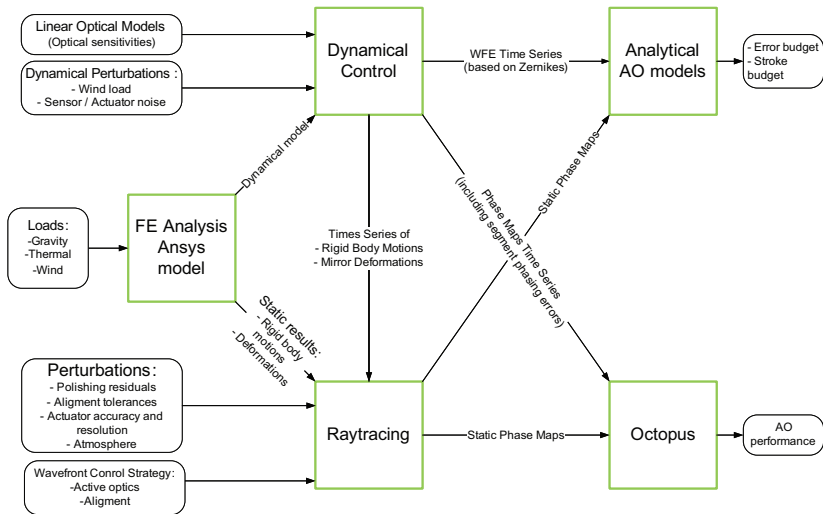 Linear Optical Models
(Optical sensitivities)
Dynamical Perturbations :
- Wind load
- Sensor / Actuator noise
Dynamical
Control
WFE Time Series
(based on Zernikes)
Analytical
AO models
- Error budget
- Stroke
budget
Dynamical model
Loads:
-Gravity
-Thermal
-Wind
FE Analysis
Ansys
model
Times Series of
- Rigid Body Motions
- Mirror Deformations
Phase Maps Time Series
(including segment phasing errors)
Static Phase Maps
Static results:
- Rigid body
motions
- Deformations
Perturbations:
- Polishing residuals
- Aligment tolerances
- Actuator accuracy and
resolution
- Atmosphere
Raytracing
Static Phase Maps
Octopus
AO
performance
Wavefront Conrol Strategy:
-Active optics
-Aligment